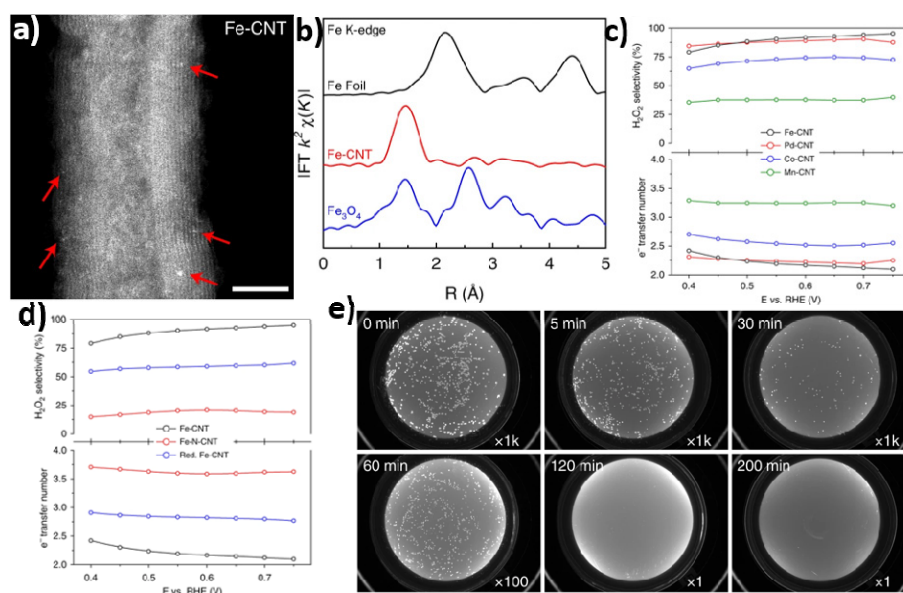 a)
Fe-CNT
b)
Fe K-edge
Fe Foil
Fe-CNT
Fe3O4
|FT k² χ(K)|
0 1 2 3 4 5
R (Å)
c)
H2O2 selectivity (%)
100
75
50
25
0
Fe-CNT
Pd-CNT
Co-CNT
Mn-CNT
e⁻ transfer number
4.0
3.5
3.0
2.5
2.0
0.4 0.5 0.6 0.7
E vs. RHE (V)
d)
H2O2 selectivity (%)
100
75
50
25
0
Fe-CNT
Fe-N-CNT
Red. Fe-CNT
e⁻ transfer number
4.0
3.5
3.0
2.5
2.0
0.4 0.5 0.6 0.7
E vs. RHE (V)
e)
0 min
×1k
5 min
×1k
30 min
×1k
60 min
×100
120 min
×1
200 min
×1